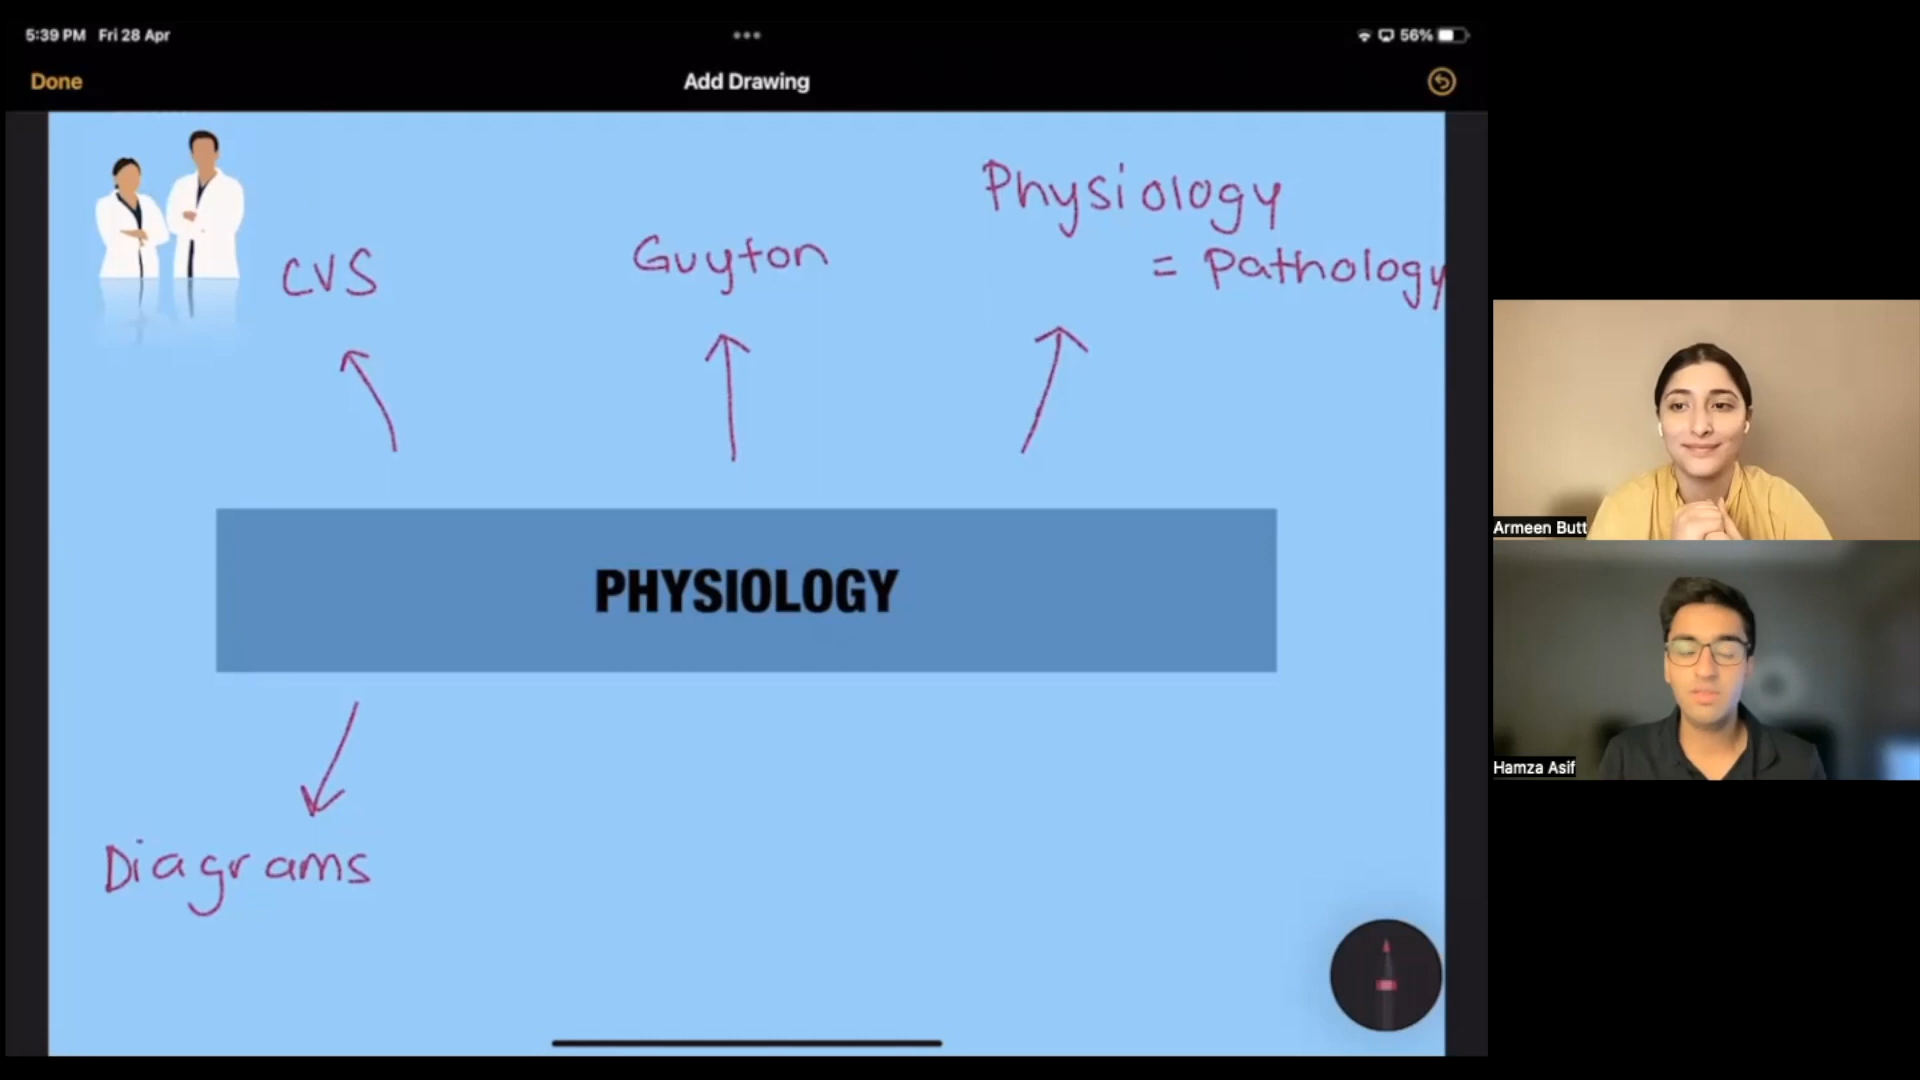 5:39 PM Fri 28 Apr
56%
Done
Add Drawing
Physiology
= Pathology
CVS
Guyton
PHYSIOLOGY
Diagrams
Armeen Butt
Hamza Asif